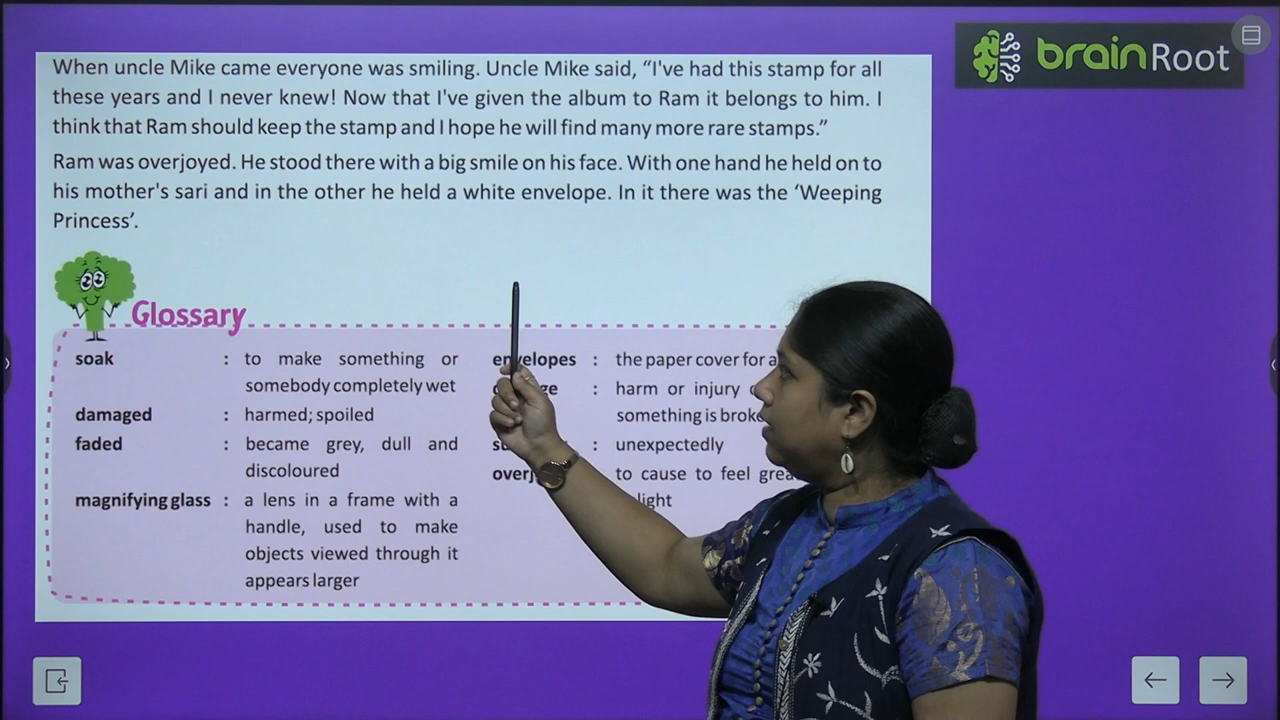 When uncle Mike came everyone was smiling. Uncle Mike said, “I've had this stamp for all
these years and I never knew! Now that I've given the album to Ram it belongs to him. I
think that Ram should keep the stamp and I hope he will find many more rare stamps.”
Ram was overjoyed. He stood there with a big smile on his face. With one hand he held on to
his mother's sari and in the other he held a white envelope. In it there was the ‘Weeping
Princess’.
brainRoot
Glossary
soak : to make something or
somebody completely wet
damaged : harmed; spoiled
faded : became grey, dull and
discoloured
magnifying glass : a lens in a frame with a
handle, used to make
objects viewed through it
appears larger
envelopes : the paper cover for a
: harm or injury
something is broke
: unexpectedly
: to cause to feel